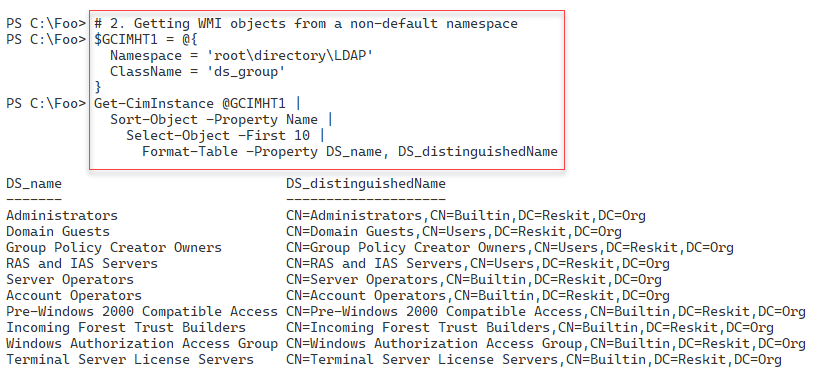 PS C:\Foo> # 2. Getting WMI objects from a non-default namespace
PS C:\Foo> $GCIMHT1 = @{
  Namespace = 'root\directory\LDAP'
  ClassName = 'ds_group'
}
PS C:\Foo> Get-CimInstance @GCIMHT1 |
  Sort-Object -Property Name |
    Select-Object -First 10 |
      Format-Table -Property DS_name, DS_distinguishedName
DS_name DS_distinguishedName
------- --------------------
Administrators CN=Administrators,CN=Builtin,DC=Reskit,DC=Org
Domain Guests CN=Domain Guests,CN=Users,DC=Reskit,DC=Org
Group Policy Creator Owners CN=Group Policy Creator Owners,CN=Users,DC=Reskit,DC=Org
RAS and IAS Servers CN=RAS and IAS Servers,CN=Users,DC=Reskit,DC=Org
Server Operators CN=Server Operators,CN=Builtin,DC=Reskit,DC=Org
Account Operators CN=Account Operators,CN=Builtin,DC=Reskit,DC=Org
Pre-Windows 2000 Compatible Access CN=Pre-Windows 2000 Compatible Access,CN=Builtin,DC=Reskit,DC=Org
Incoming Forest Trust Builders CN=Incoming Forest Trust Builders,CN=Builtin,DC=Reskit,DC=Org
Windows Authorization Access Group CN=Windows Authorization Access Group,CN=Builtin,DC=Reskit,DC=Org
Terminal Server License Servers CN=Terminal Server License Servers,CN=Builtin,DC=Reskit,DC=Org